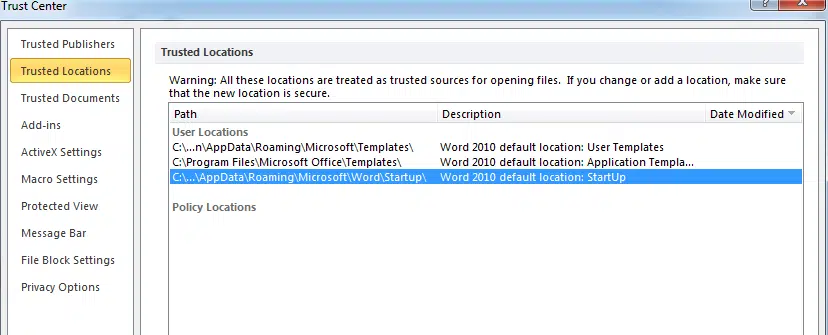 Trust Center
? X
Trusted Publishers
Trusted Locations
Trusted Documents
Add-ins
ActiveX Settings
Macro Settings
Protected View
Message Bar
File Block Settings
Privacy Options
Trusted Locations
Warning: All these locations are treated as trusted sources for opening files. If you change or add a location, make sure
that the new location is secure.
Path Description Date Modified
User Locations
C:\...n\AppData\Roaming\Microsoft\Templates\ Word 2010 default location: User Templates
C:\Program Files\Microsoft Office\Templates\ Word 2010 default location: Application Templa...
C:\...\AppData\Roaming\Microsoft\Word\Startup\ Word 2010 default location: StartUp
Policy Locations